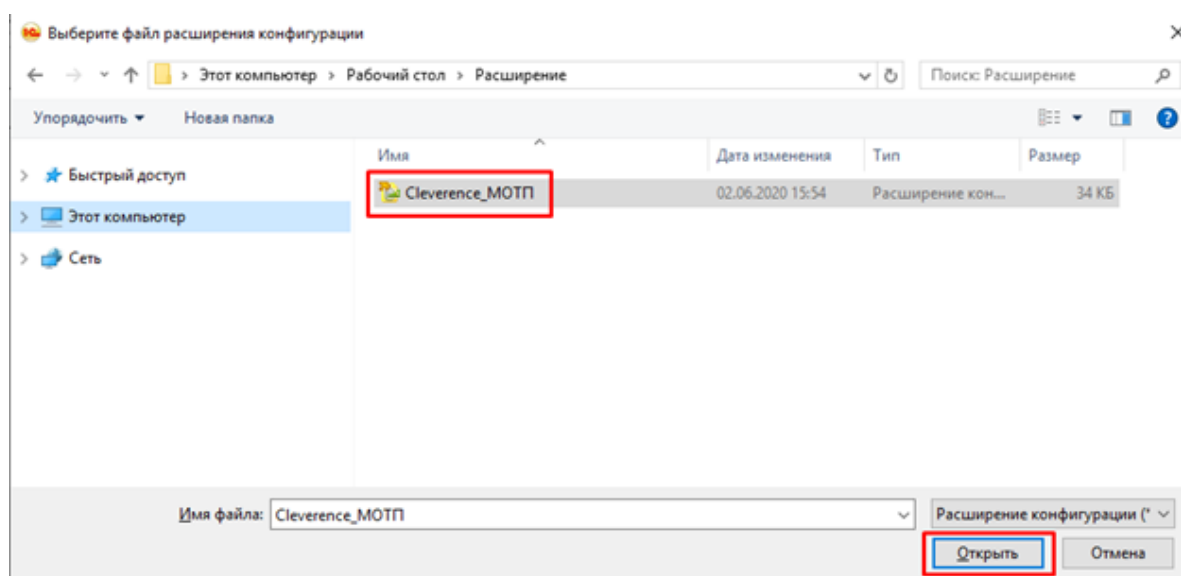 Выберите файл расширения конфигурации
Этот компьютер > Рабочий стол > Расширение
Поиск: Расширение
Упорядочить
Новая папка
Имя
Дата изменения
Тип
Размер
Быстрый доступ
Cleverence_МОТП
02.06.2020 15:54
Расширение кон...
34 КБ
Этот компьютер
Сеть
Имя файла: Cleverence_МОТП
Расширение конфигурации (*
Открыть
Отмена